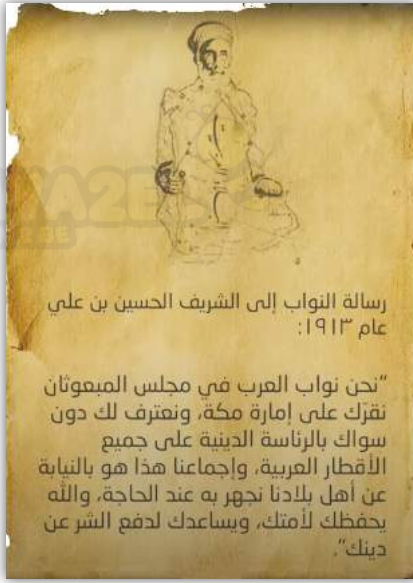 رسالة النواب إلى الشريف الحسين بن علي
عام ١٩١٣:
"نحن نواب العرب في مجلس المبعوثان
نقرّك على إمارة مكة، ونعترف لك دون
سواك بالرئاسة الدينية على جميع
الأقطار العربية، وإجماعنا هذا هو بالنيابة
عن أهل بلادنا نجهر به عند الحاجة، والله
يحفظك لأمتك، ويساعدك لدفع الشر عن
دينك".